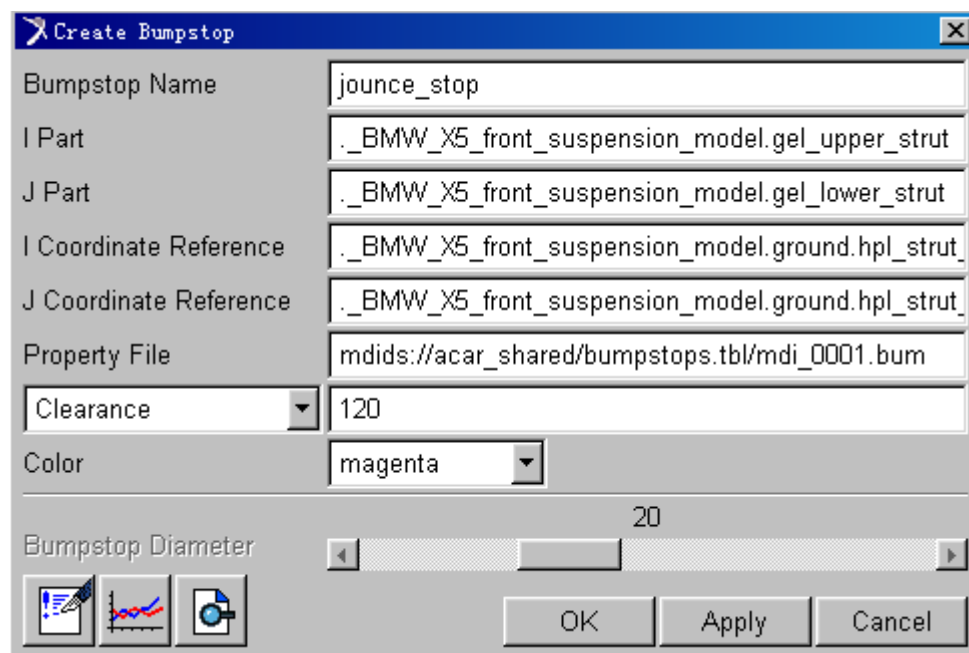 Create Bumpstop
Bumpstop Name jounce_stop
I Part ._BMW_X5_front_suspension_model.gel_upper_strut
J Part ._BMW_X5_front_suspension_model.gel_lower_strut
I Coordinate Reference ._BMW_X5_front_suspension_model.ground.hpl_strut_
J Coordinate Reference ._BMW_X5_front_suspension_model.ground.hpl_strut_
Property File mdids://acar_shared/bumpstops.tbl/mdi_0001.bum
Clearance 120
Color magenta
20
Bumpstop Diameter
OK Apply Cancel